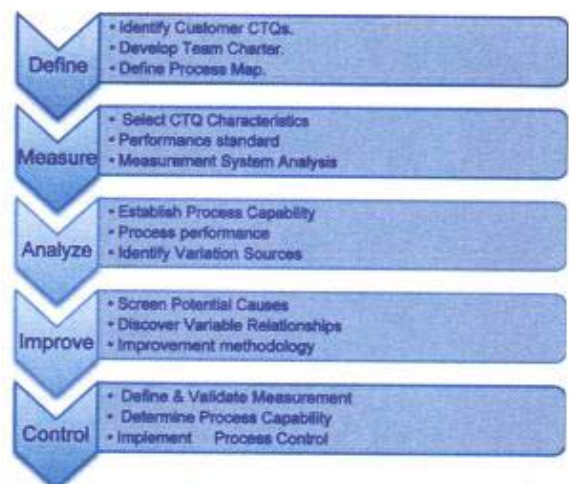 Define
• Identify Customer CTQs.
• Develop Team Charter.
• Define Process Map.
Measure
• Select CTQ Characteristics
• Performance standard
• Measurement System Analysis
Analyze
• Establish Process Capability
• Process performance
• Identify Variation Sources
Improve
• Screen Potential Causes
• Discover Variable Relationships
• Improvement methodology
Control
• Define & Validate Measurement
• Determine Process Capability
• Implement Process Control